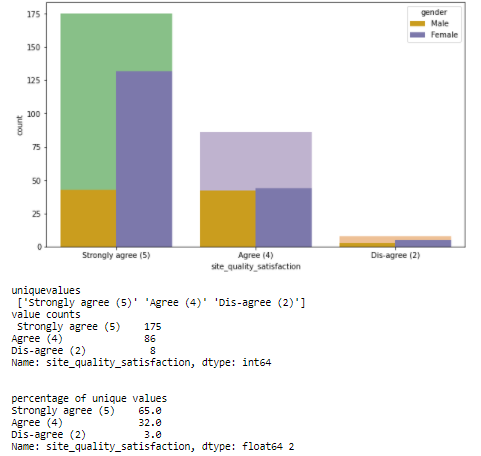 175
150
125
100
75
50
25
0
count
gender
Male
Female
Strongly agree (5) Agree (4) Dis-agree (2)
site_quality_satisfaction
uniquevalues
['Strongly agree (5)' 'Agree (4)' 'Dis-agree (2)']
value counts
Strongly agree (5) 175
Agree (4) 86
Dis-agree (2) 8
Name: site_quality_satisfaction, dtype: int64
percentage of unique values
Strongly agree (5) 65.0
Agree (4) 32.0
Dis-agree (2) 3.0
Name: site_quality_satisfaction, dtype: float64 2